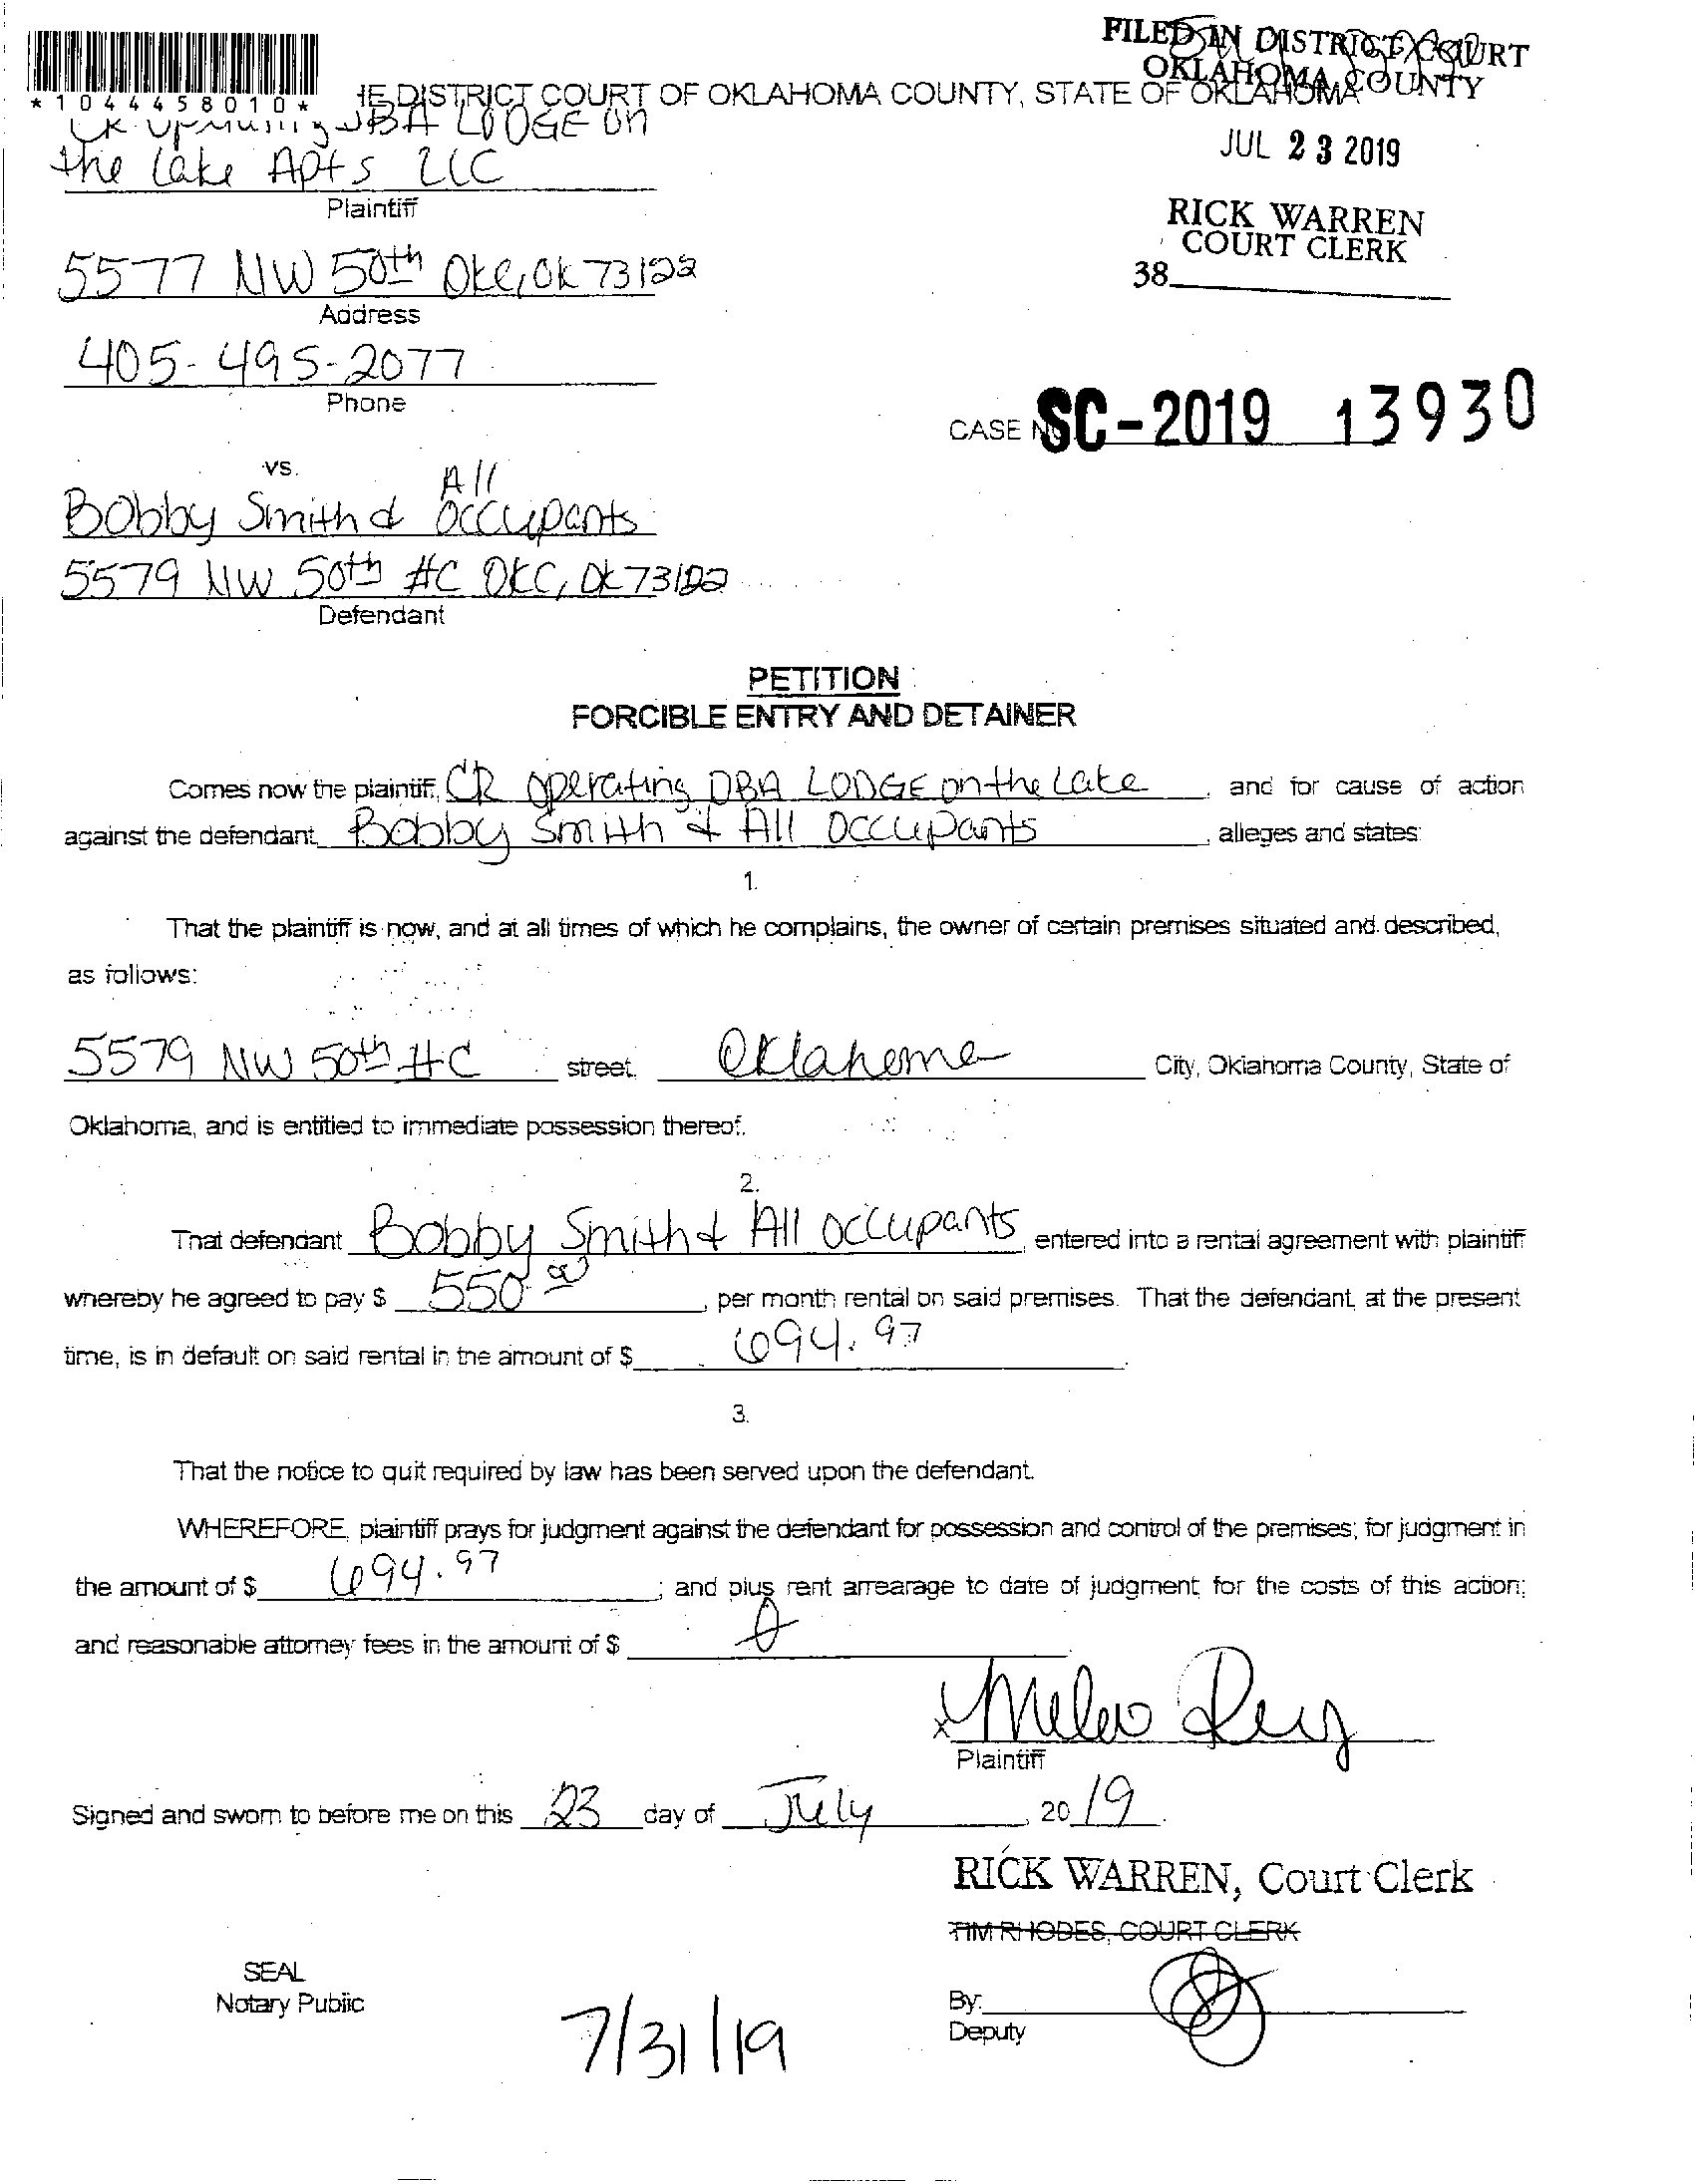 FILED IN DISTRICT COURT
OKLAHOMA COUNTY
*1044458010*
HE DISTRICT COURT OF OKLAHOMA COUNTY, STATE OF OKLAHOMA
DBA LODGE on
the Lake Apts LLC
JUL 23 2019
Plaintiff
RICK WARREN
COURT CLERK
38
5577 NW 50th OKC, OK 73122
Address
405-495-2077
Phone
CASE NO. SC-2019 13930
vs.
All
Bobby Smith & Occupants
5579 NW 50th #C OKC, OK 73122
Defendant
PETITION
FORCIBLE ENTRY AND DETAINER
Comes now the plaintiff, CR Operating DBA LODGE on the Lake, and for cause of action
against the defendant, Bobby Smith & All Occupants, alleges and states:
1.
That the plaintiff is now, and at all times of which he complains, the owner of certain premises situated and described,
as follows:
5579 NW 50th #C street, Oklahoma City, Oklahoma County, State of
Oklahoma, and is entitled to immediate possession thereof.
2.
That defendant Bobby Smith & All occupants, entered into a rental agreement with plaintiff
whereby he agreed to pay $ 550.00, per month rental on said premises. That the defendant, at the present
time, is in default on said rental in the amount of $ 694.97.
3.
That the notice to quit required by law has been served upon the defendant.
WHEREFORE, plaintiff prays for judgment against the defendant for possession and control of the premises; for judgment in
the amount of $ 694.97; and plus rent arrearage to date of judgment, for the costs of this action;
and reasonable attorney fees in the amount of $ 0.
x
Plaintiff
Signed and sworn to before me on this 23 day of July, 2019.
RICK WARREN, Court Clerk
TIM RHODES, COURT CLERK
SEAL
Notary Public
By:
Deputy
7/31/19